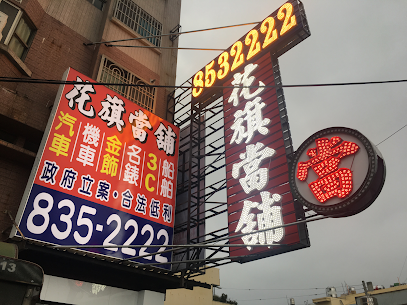 花旗當舖
汽車
機車
金飾
名錶
3C
船舶
政府立案·合法低利
835-2222
8532222
花旗當舖
當
13